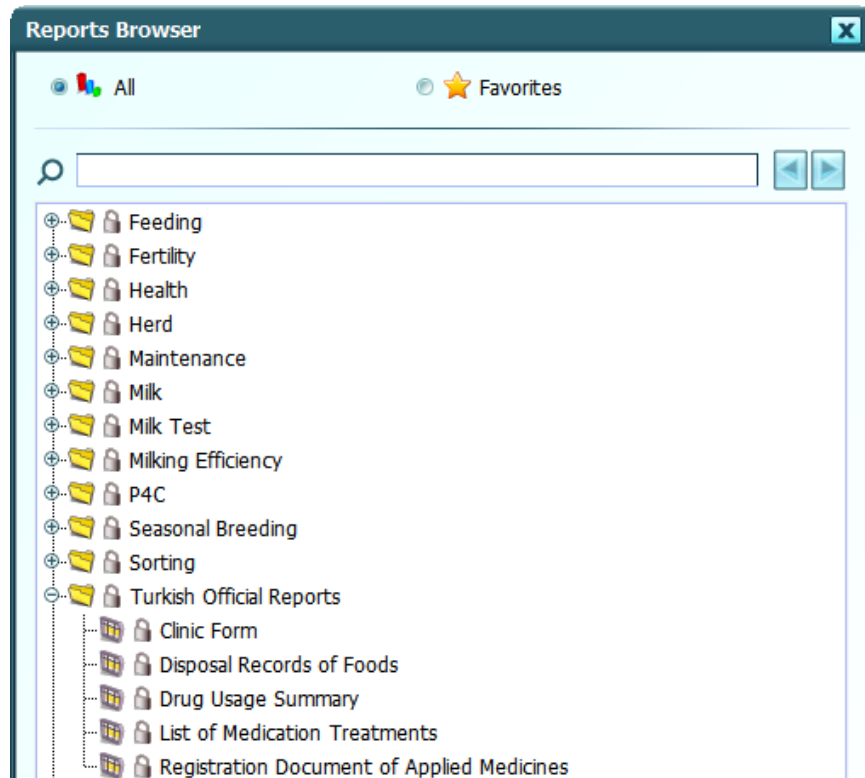 Reports Browser
All
Favorites
Feeding
Fertility
Health
Herd
Maintenance
Milk
Milk Test
Milking Efficiency
P4C
Seasonal Breeding
Sorting
Turkish Official Reports
Clinic Form
Disposal Records of Foods
Drug Usage Summary
List of Medication Treatments
Registration Document of Applied Medicines